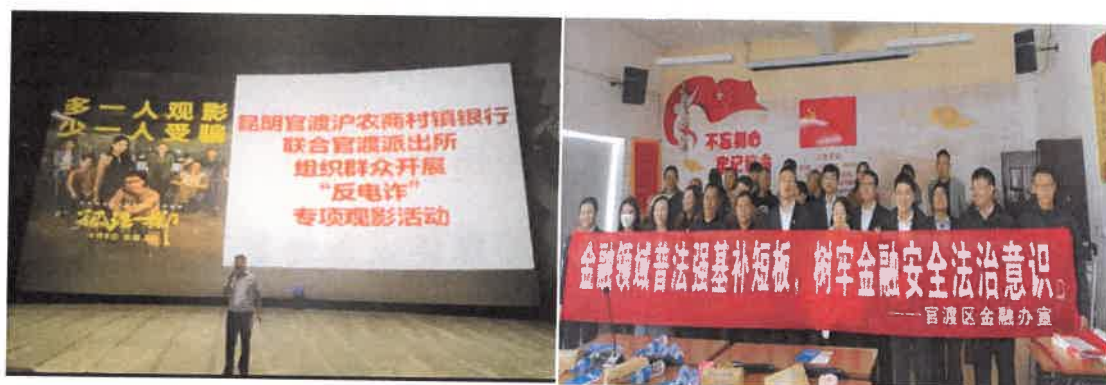 多一人观影
少一人受骗
孤注一掷
昆明官渡沪农商村镇银行
联合官渡派出所
组织群众开展
“反电诈”
专项观影活动
不忘初心
牢记使命
金融领域普法强基补短板，树牢金融安全法治意识
——官渡区金融办宣